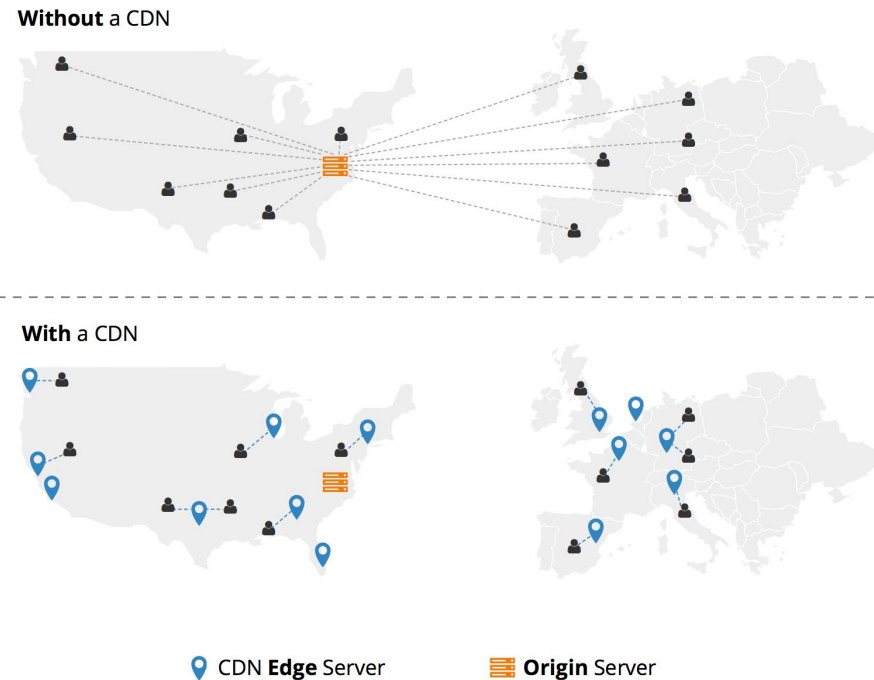 Without a CDN
With a CDN
CDN Edge Server
Origin Server